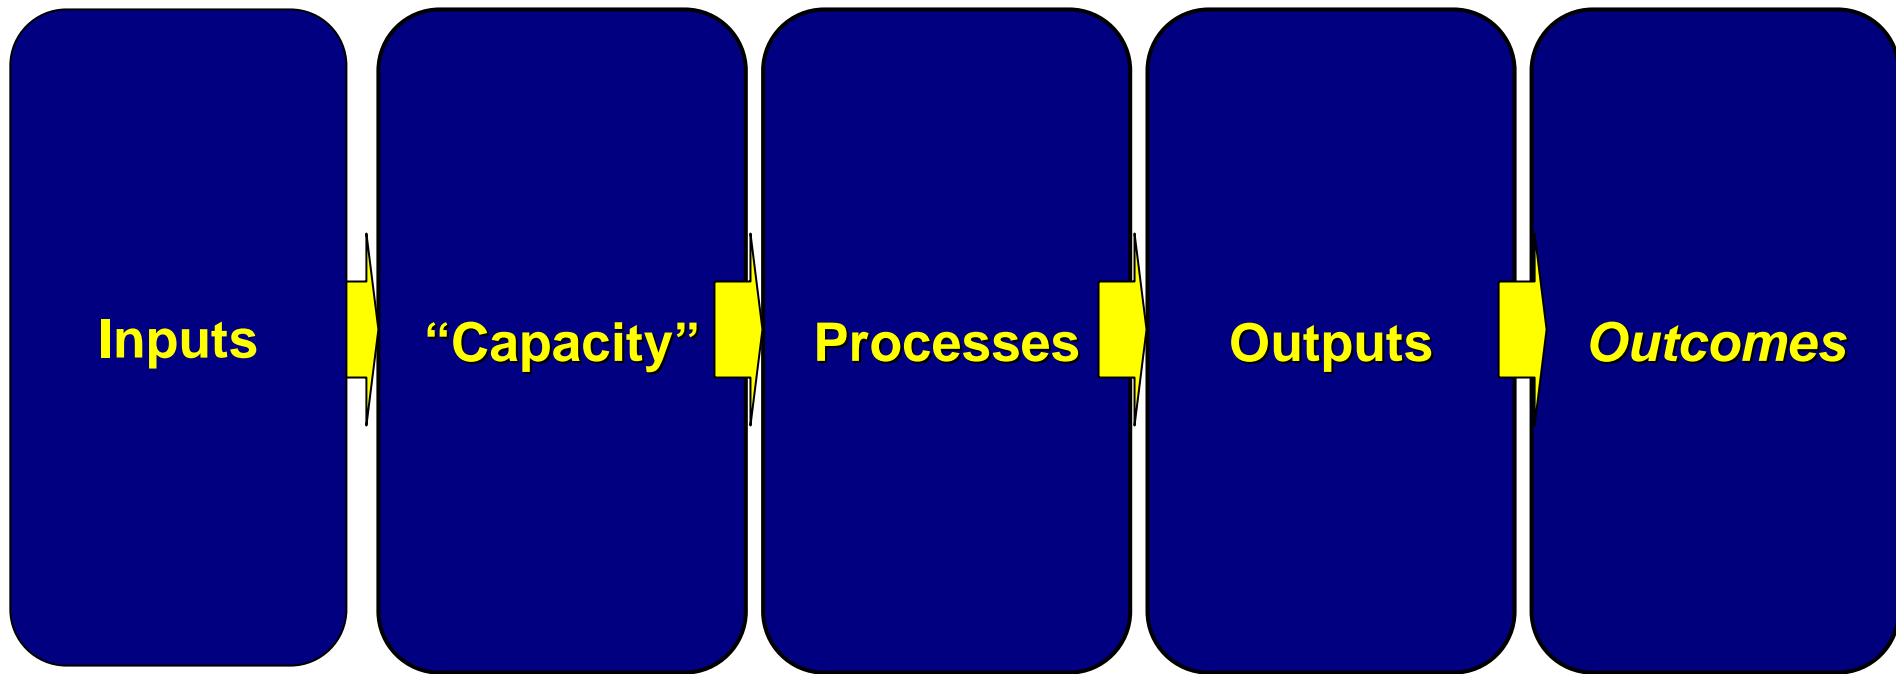 Inputs
“Capacity”
Processes
Outputs
Outcomes